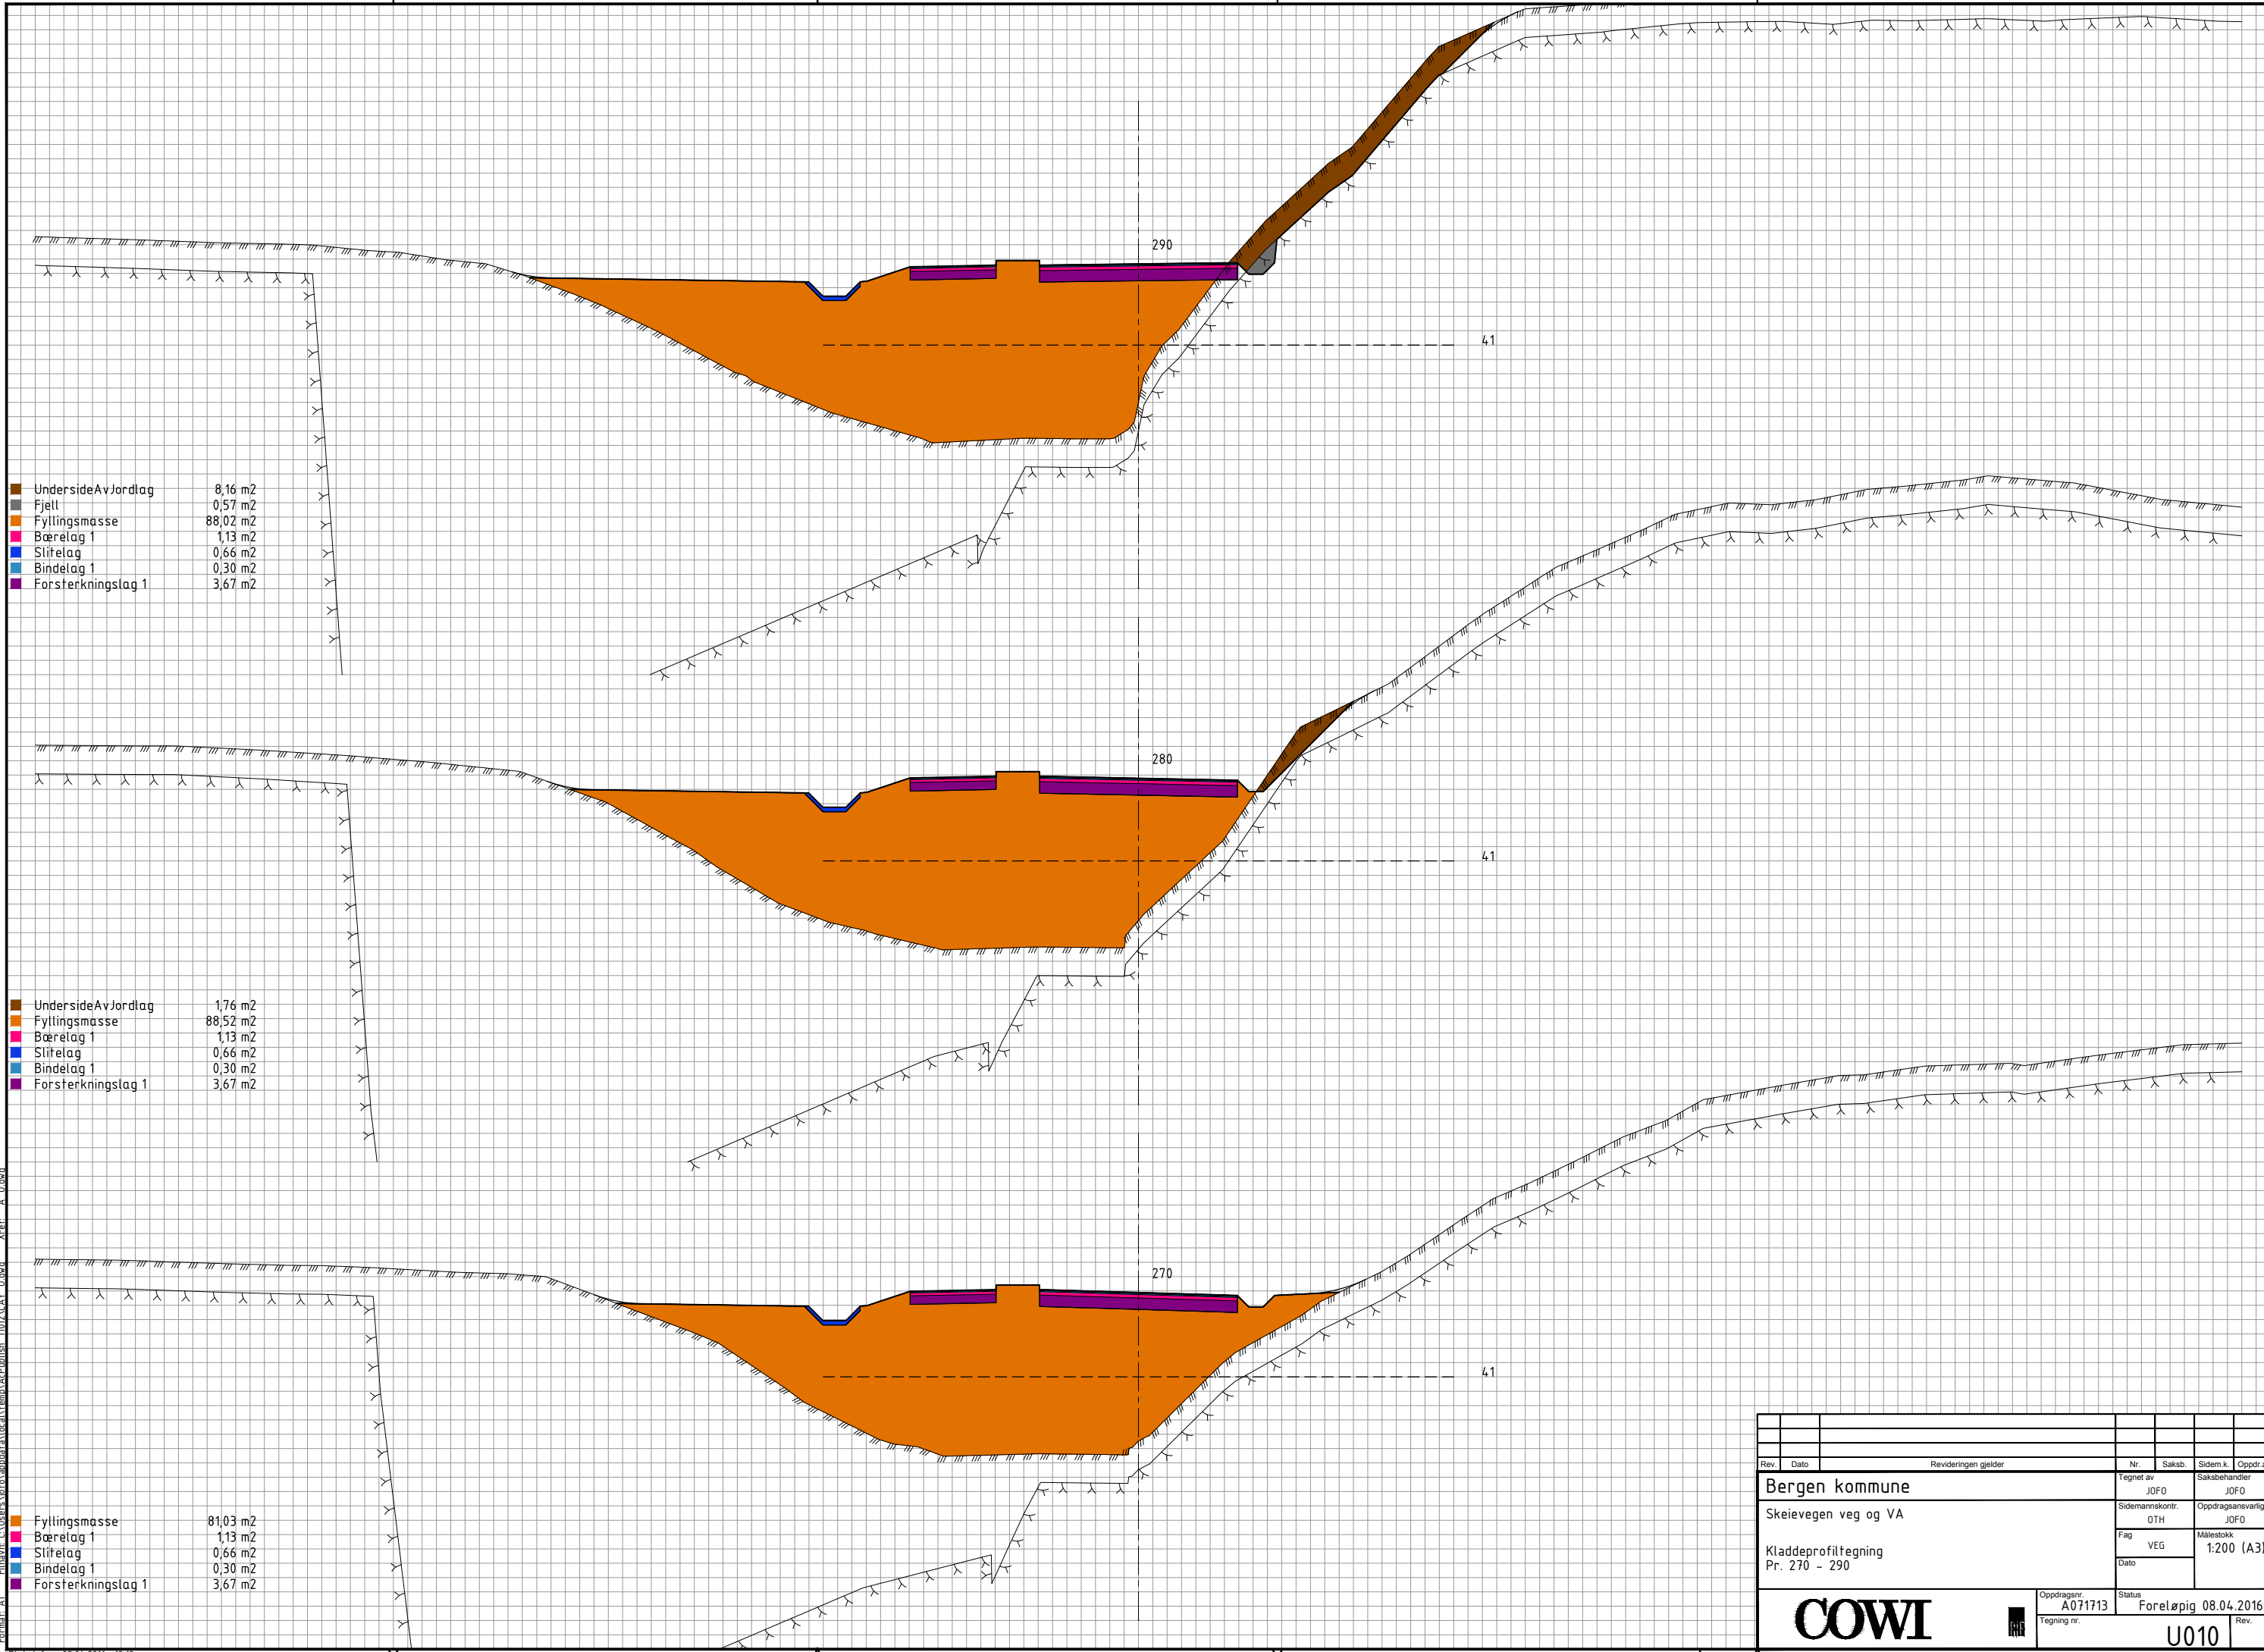 290
41
UndersideAvJordlag 8,16 m2
Fjell 0,57 m2
Fyllingsmasse 88,02 m2
Bærelag 1 1,13 m2
Slitelag 0,66 m2
Bindelag 1 0,30 m2
Forsterkningslag 1 3,67 m2
280
41
UndersideAvJordlag 1,76 m2
Fyllingsmasse 88,52 m2
Bærelag 1 1,13 m2
Slitelag 0,66 m2
Bindelag 1 0,30 m2
Forsterkningslag 1 3,67 m2
270
41
Fyllingsmasse 81,03 m2
Bærelag 1 1,13 m2
Slitelag 0,66 m2
Bindelag 1 0,30 m2
Forsterkningslag 1 3,67 m2
Rev. Dato Revideringen gjelder Nr. Saksb. Sidem.k.
Bergen kommune
Tegnet av Saksbehandler
JOFO JOFO
Skeievegen veg og VA
Sidemannskontr. Oppdragsansvarlig
OTH JOFO
Fag Målestokk
VEG 1:200 (A3)
Kladdeprofiltegning
Pr. 270 - 290
Dato
COWI
Oppdragsnr. Status
A071713 Foreløpig 08.04.2016
Tegning nr. Rev.
U010